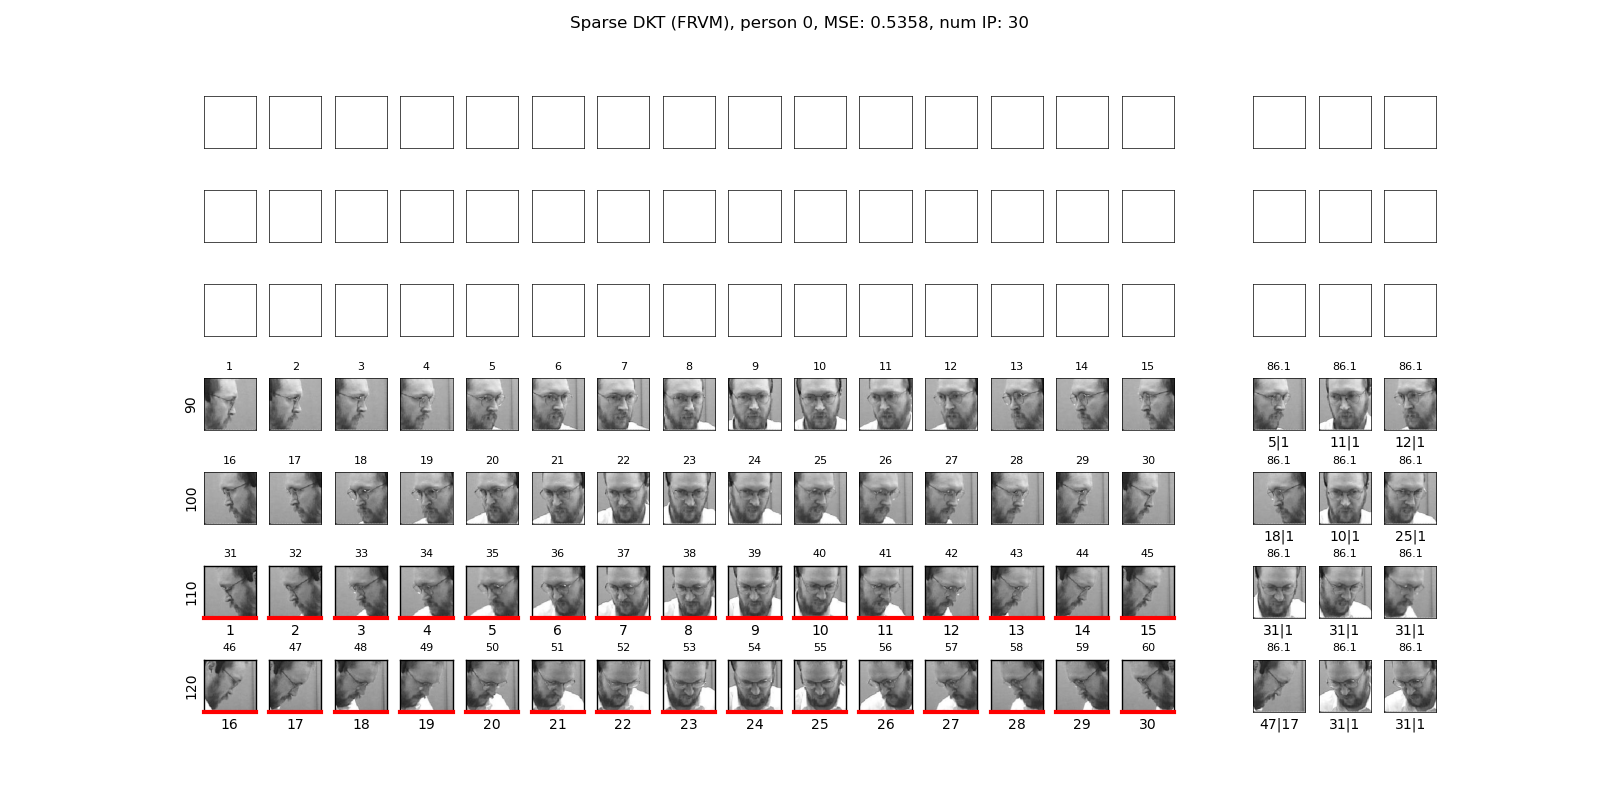 Sparse DKT (FRVM), person 0, MSE: 0.5358, num IP: 30
1 2 3 4 5 6 7 8 9 10 11 12 13 14 15 86.1 86.1 86.1
90
5|1 11|1 12|1
16 17 18 19 20 21 22 23 24 25 26 27 28 29 30 86.1 86.1 86.1
100
18|1 10|1 25|1
31 32 33 34 35 36 37 38 39 40 41 42 43 44 45 86.1 86.1 86.1
110
1 2 3 4 5 6 7 8 9 10 11 12 13 14 15 31|1 31|1 31|1
46 47 48 49 50 51 52 53 54 55 56 57 58 59 60 86.1 86.1 86.1
120
16 17 18 19 20 21 22 23 24 25 26 27 28 29 30 47|17 31|1 31|1